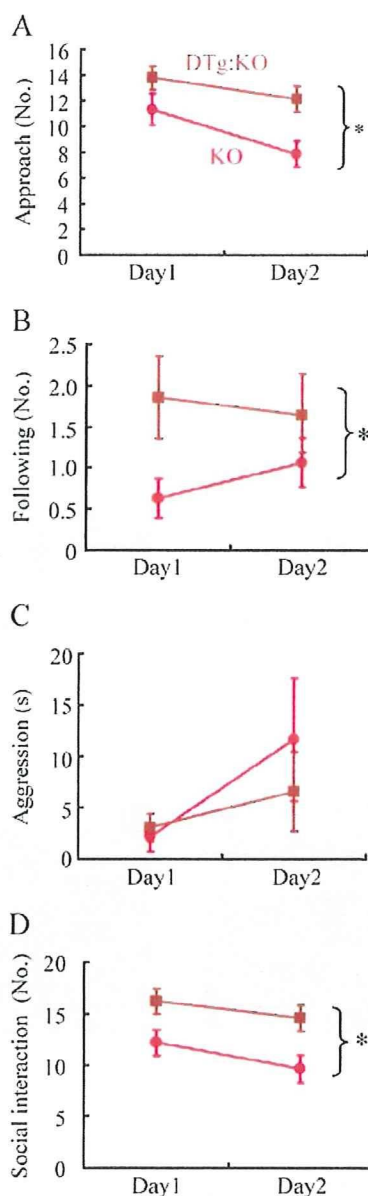 A
Approach (No.)
16
14
12
10
8
6
4
2
0
DTg:KO
KO
*
Day1 Day2
B
Following (No.)
2.5
2.0
1.5
1.0
0.5
0
*
Day1 Day2
C
Aggression (s)
20
15
10
5
0
Day1 Day2
D
Social interaction (No.)
20
15
10
5
0
*
Day1 Day2